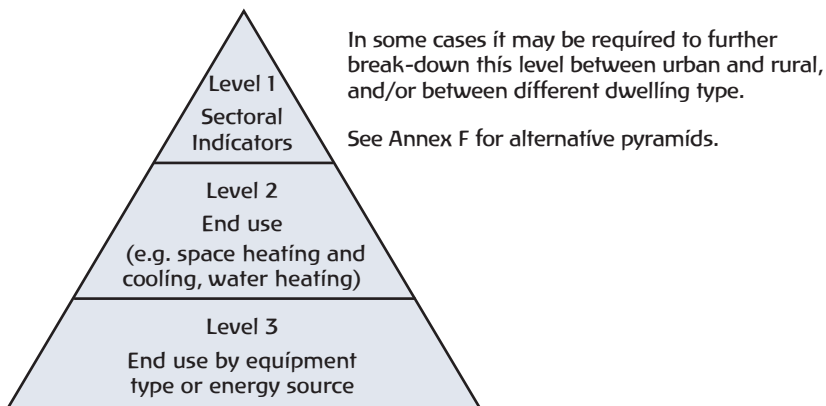 Level 1
Sectoral
Indicators
In some cases it may be required to further
break-down this level between urban and rural,
and/or between different dwelling type.
See Annex F for alternative pyramids.
Level 2
End use
(e.g. space heating and
cooling, water heating)
Level 3
End use by equipment
type or energy source